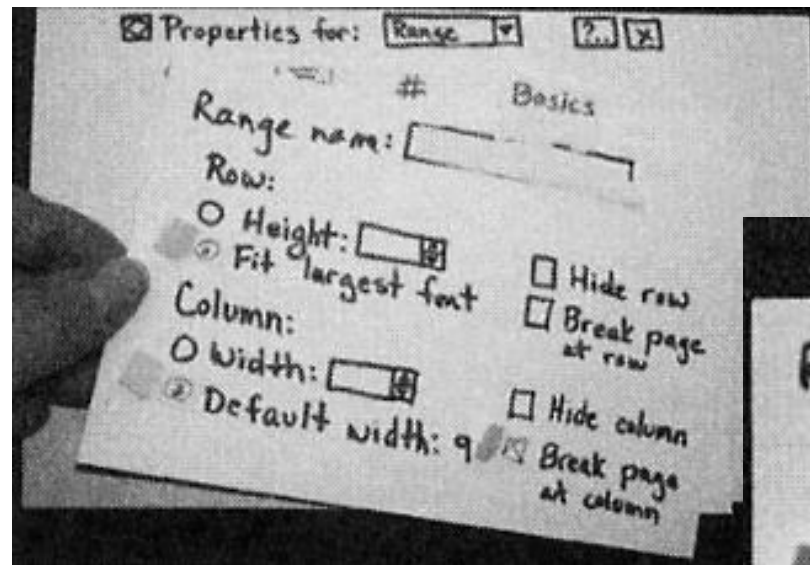 Properties for: Range ?.. x
# Basics
Range name:
Row:
Height:
Fit largest font
Hide row
Break page
at row
Column:
Width:
Default width: 9
Hide column
Break page
at column